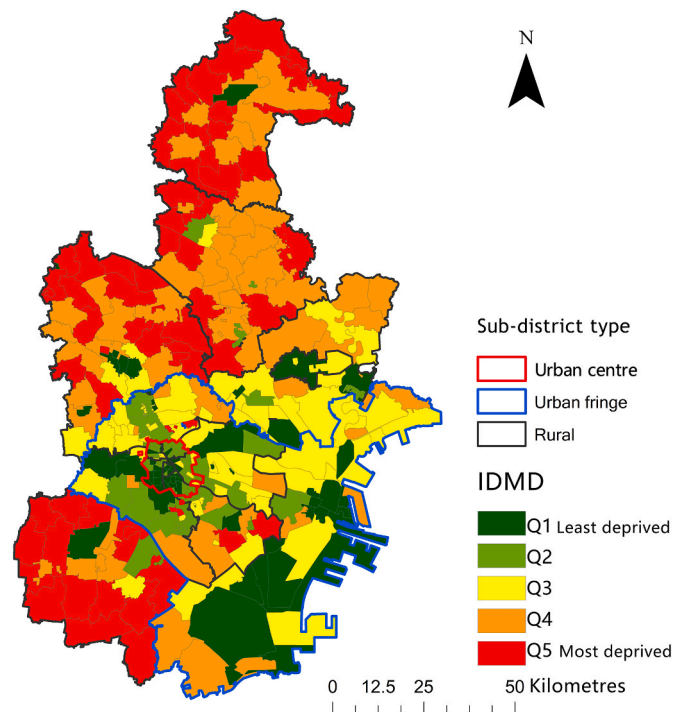 N
Sub-district type
Urban centre
Urban fringe
Rural
IDMD
Q1 Least deprived
Q2
Q3
Q4
Q5 Most deprived
0 12.5 25 50 Kilometres